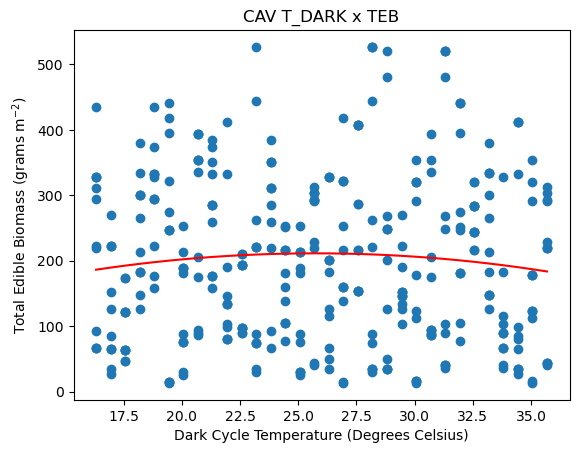 CAV T_DARK x TEB
Total Edible Biomass (grams m⁻²)
500
400
300
200
100
0
17.5 20.0 22.5 25.0 27.5 30.0 32.5 35.0
Dark Cycle Temperature (Degrees Celsius)